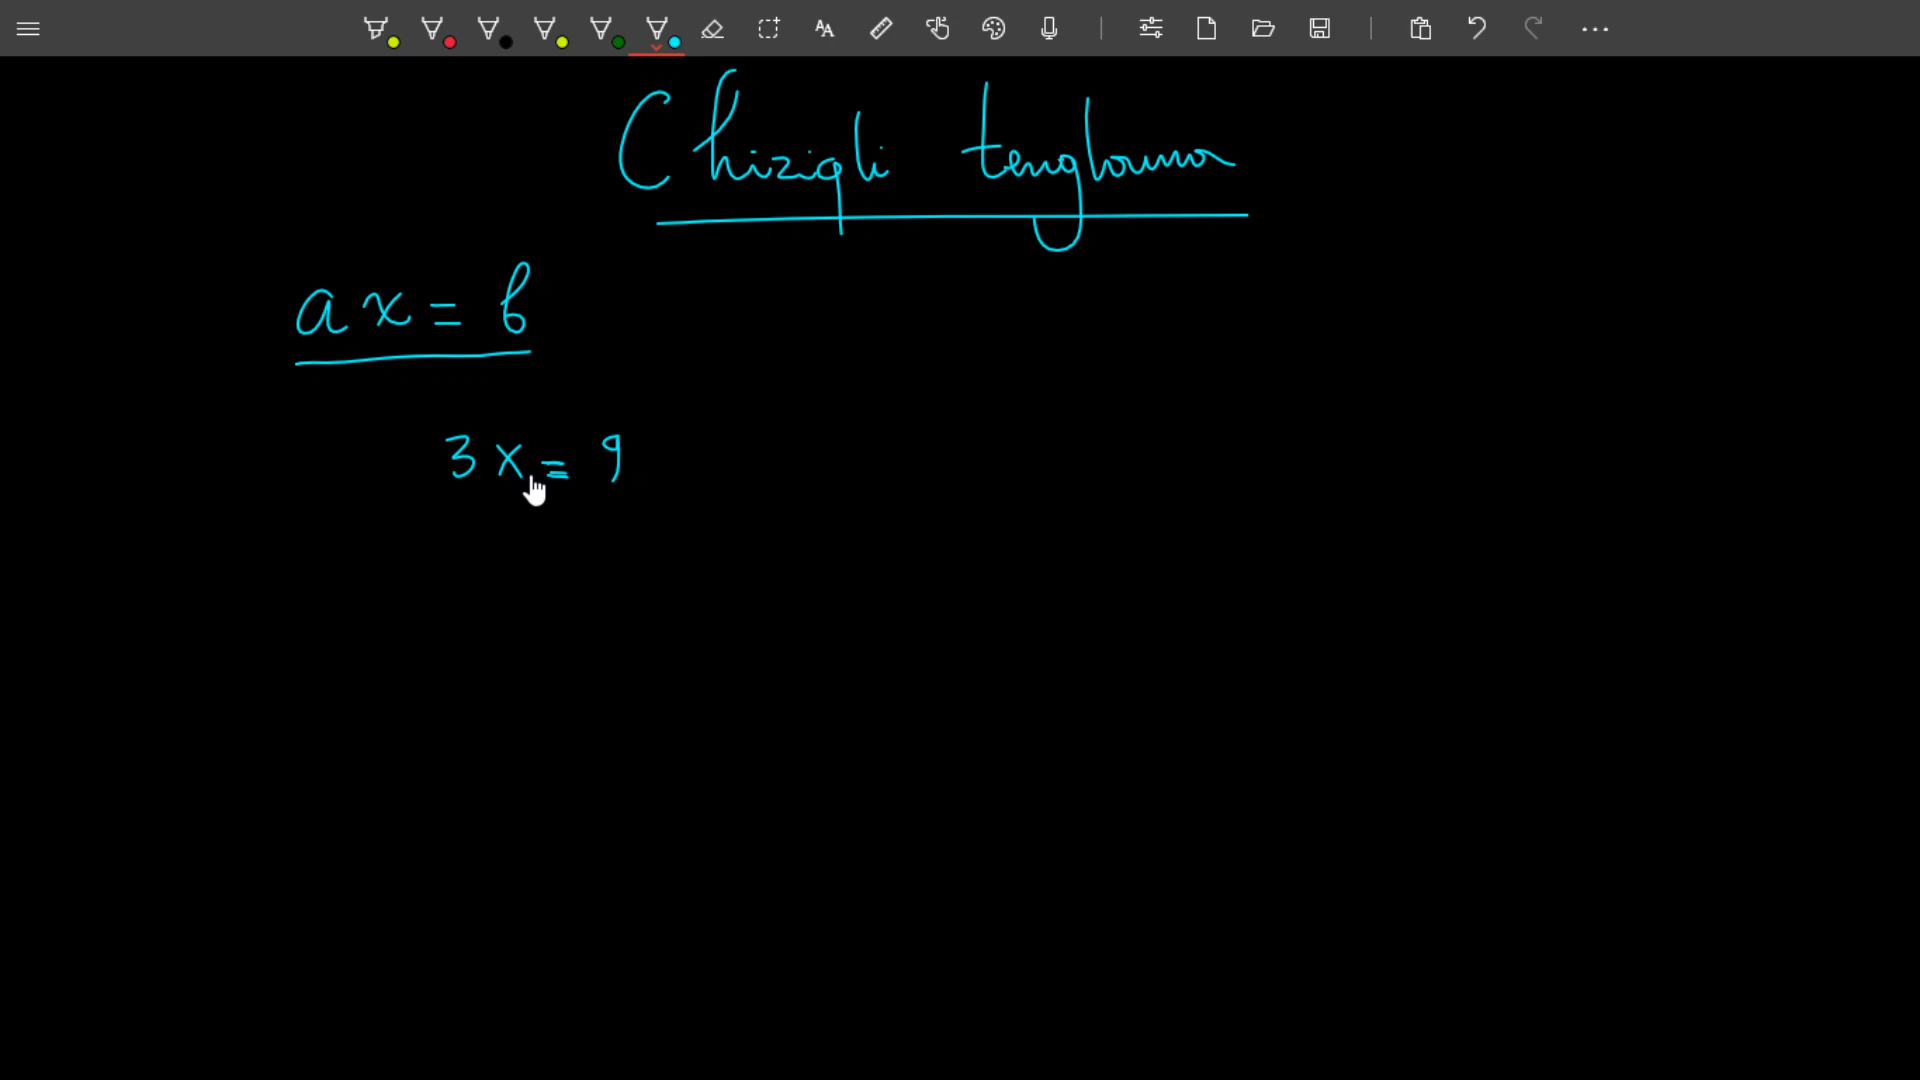 Chiziqli tenglama
ax = b
3x = 9